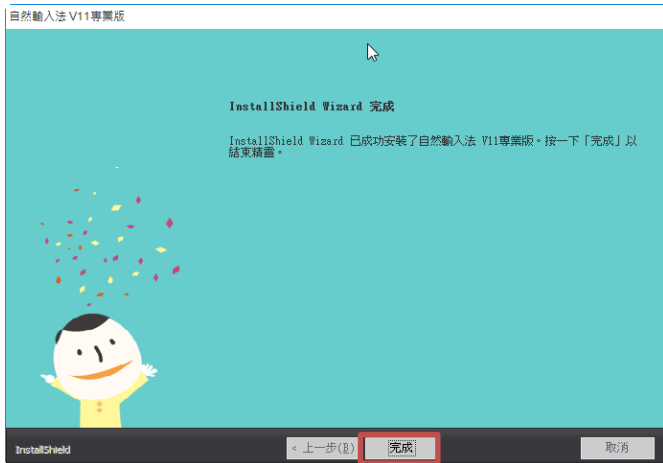 自然輸入法 V11專業版
InstallShield Wizard 完成
InstallShield Wizard 已成功安裝了自然輸入法 V11專業版。按一下「完成」以
結束精靈。
InstallShield
< 上一步(B)
完成
取消